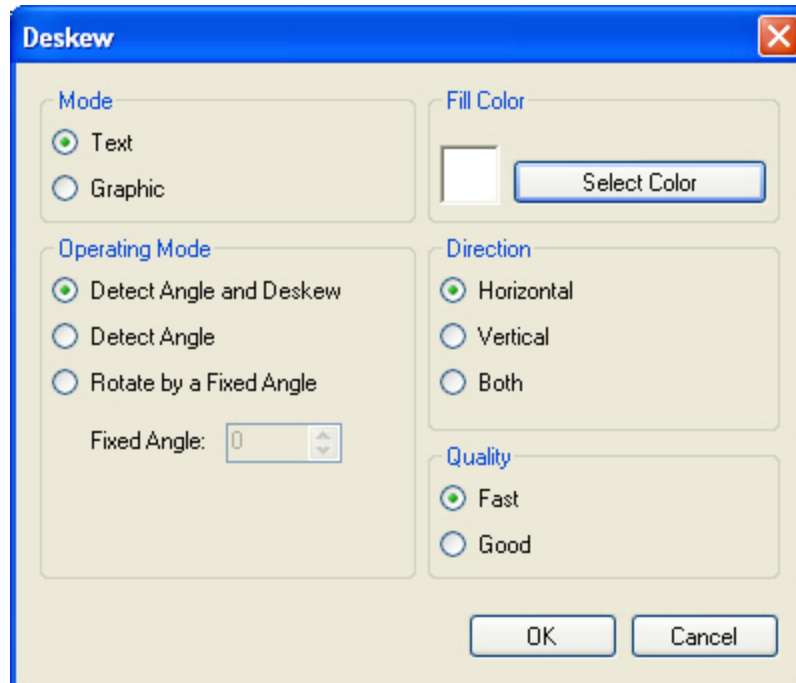 Deskew
Mode
Text
Graphic
Fill Color
Select Color
Operating Mode
Detect Angle and Deskew
Detect Angle
Rotate by a Fixed Angle
Fixed Angle: 0
Direction
Horizontal
Vertical
Both
Quality
Fast
Good
OK
Cancel